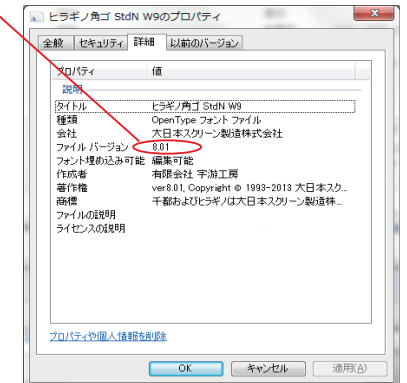 ヒラギノ角ゴ StdN W9のプロパティ
全般 セキュリティ 詳細 以前のバージョン
プロパティ 値
説明
タイトル ヒラギノ角ゴ StdN W9
種類 OpenType フォント ファイル
会社 大日本スクリーン製造株式会社
ファイル バージョン 8.01
フォント埋め込み可能 編集可能
作成者 有限会社 字游工房
著作権 ver8.01, Copyright © 1993-2013 大日本スク...
商標 千都およびヒラギノは大日本スクリーン製造株...
ファイルの説明
ライセンスの説明
プロパティや個人情報を削除
OK キャンセル 適用(A)